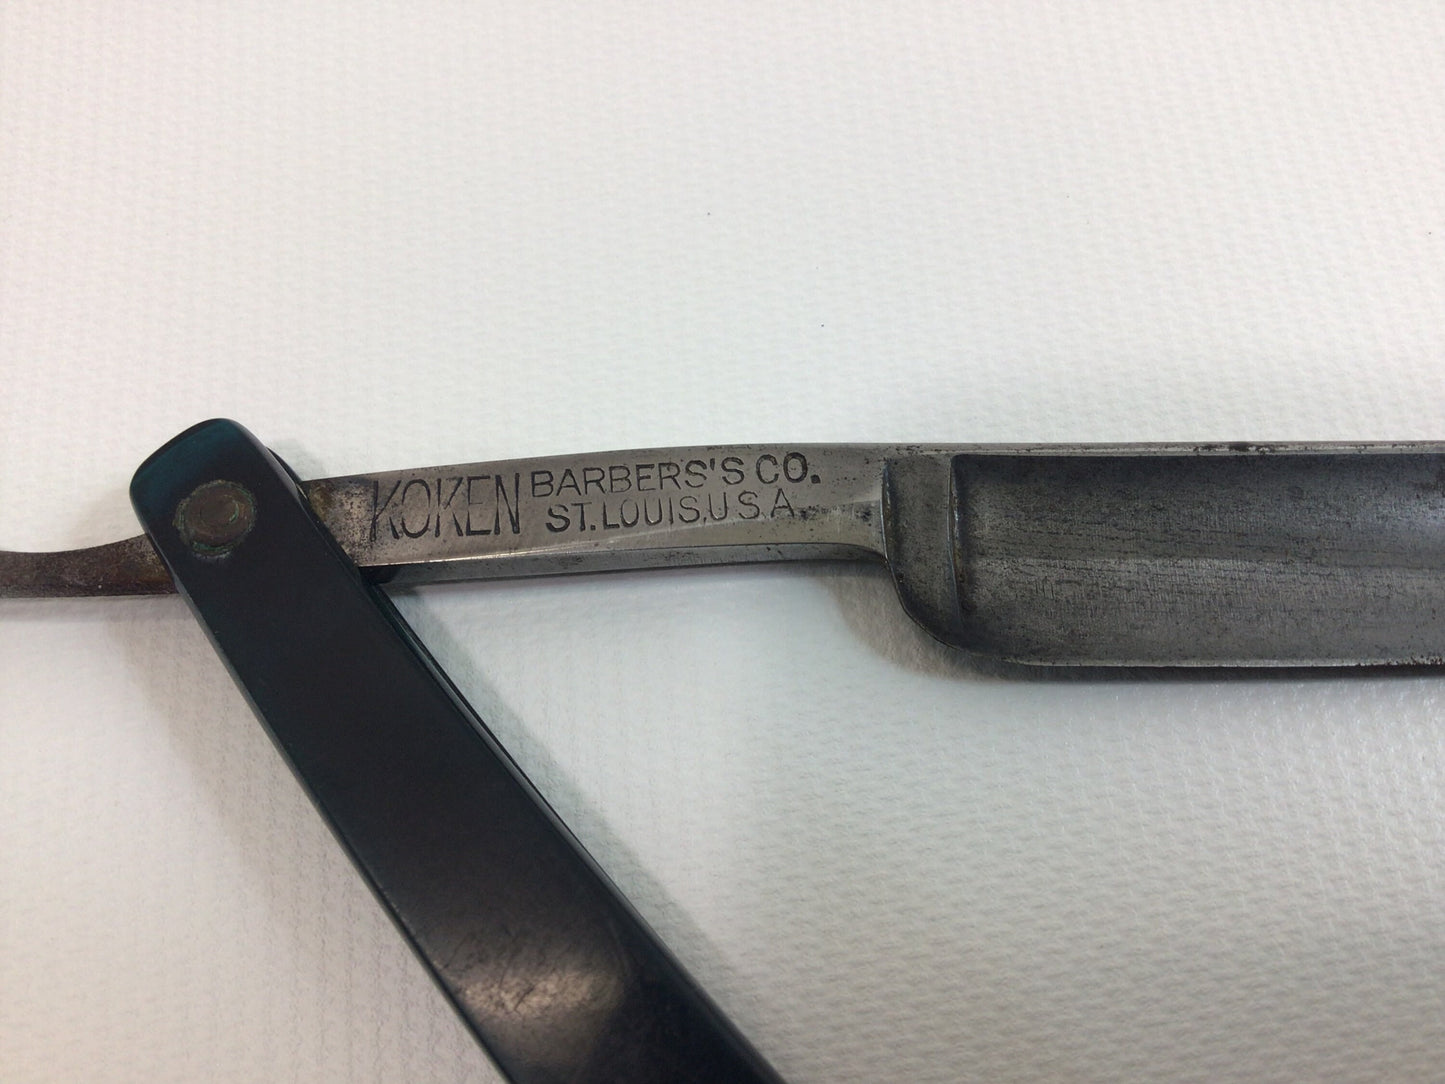 KOKEN BARBERS'S CO.
ST. LOUIS, U S A.